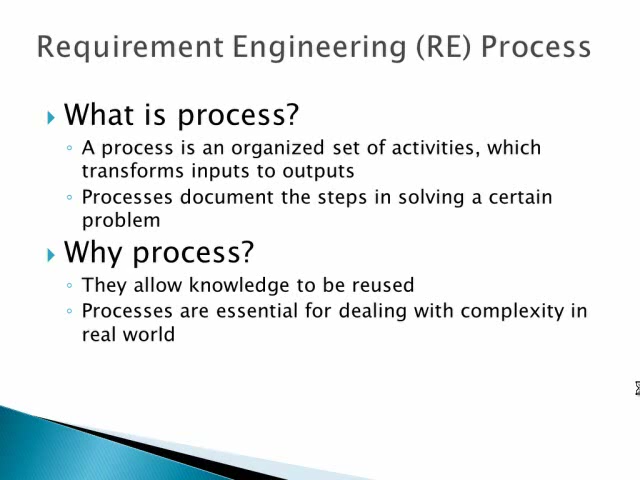 Requirement Engineering (RE) Process
What is process?
A process is an organized set of activities, which
transforms inputs to outputs
Processes document the steps in solving a certain
problem
Why process?
They allow knowledge to be reused
Processes are essential for dealing with complexity in
real world